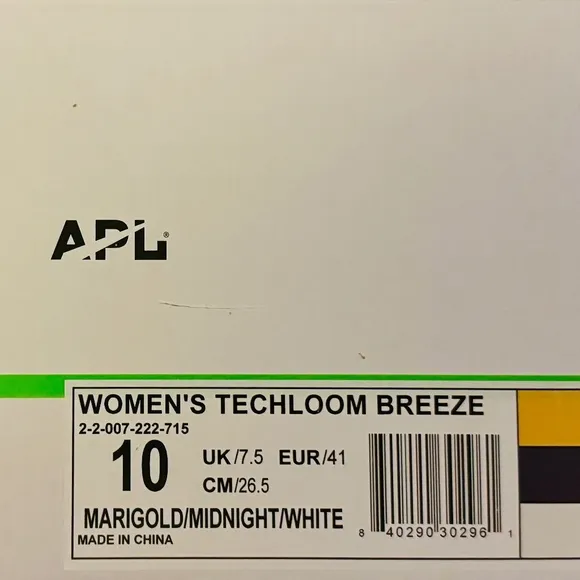 APL®
WOMEN'S TECHLOOM BREEZE
2-2-007-222-715
10 UK/7.5 EUR/41
CM/26.5
MARIGOLD/MIDNIGHT/WHITE
8 40290 30296 1
MADE IN CHINA